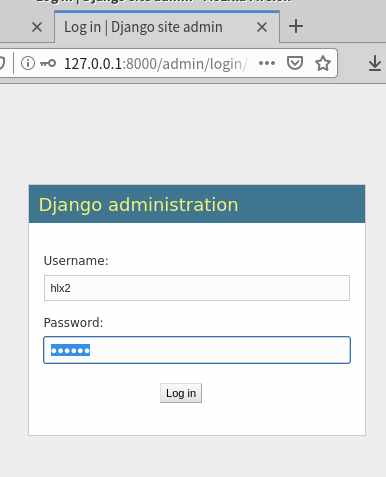 Log in | Django site admin
127.0.0.1:8000/admin/login/
Django administration
Username:
hlx2
Password:
••••••
Log in